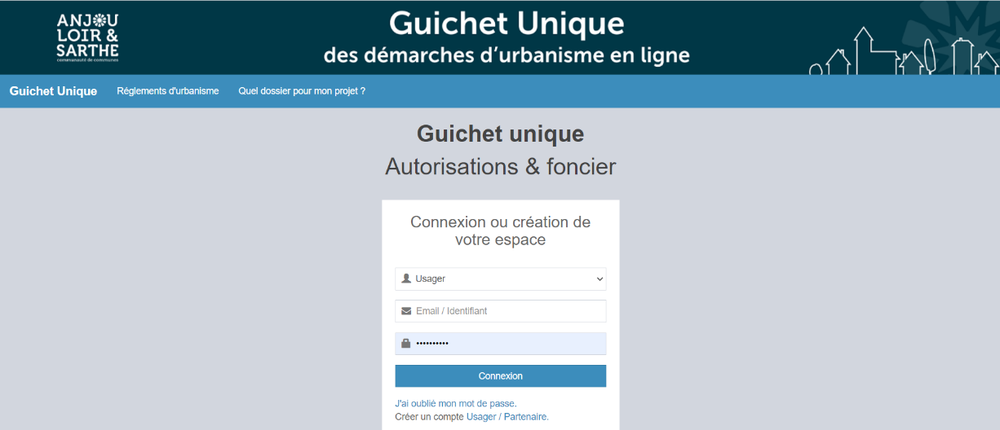 ANJOU
LOIR &
SARTHE
communauté de communes
Guichet Unique
des démarches d'urbanisme en ligne
Guichet Unique
Réglements d'urbanisme
Quel dossier pour mon projet ?
Guichet unique
Autorisations & foncier
Connexion ou création de
votre espace
Usager
Email / Identifiant
••••••••••
Connexion
J'ai oublié mon mot de passe.
Créer un compte Usager / Partenaire.